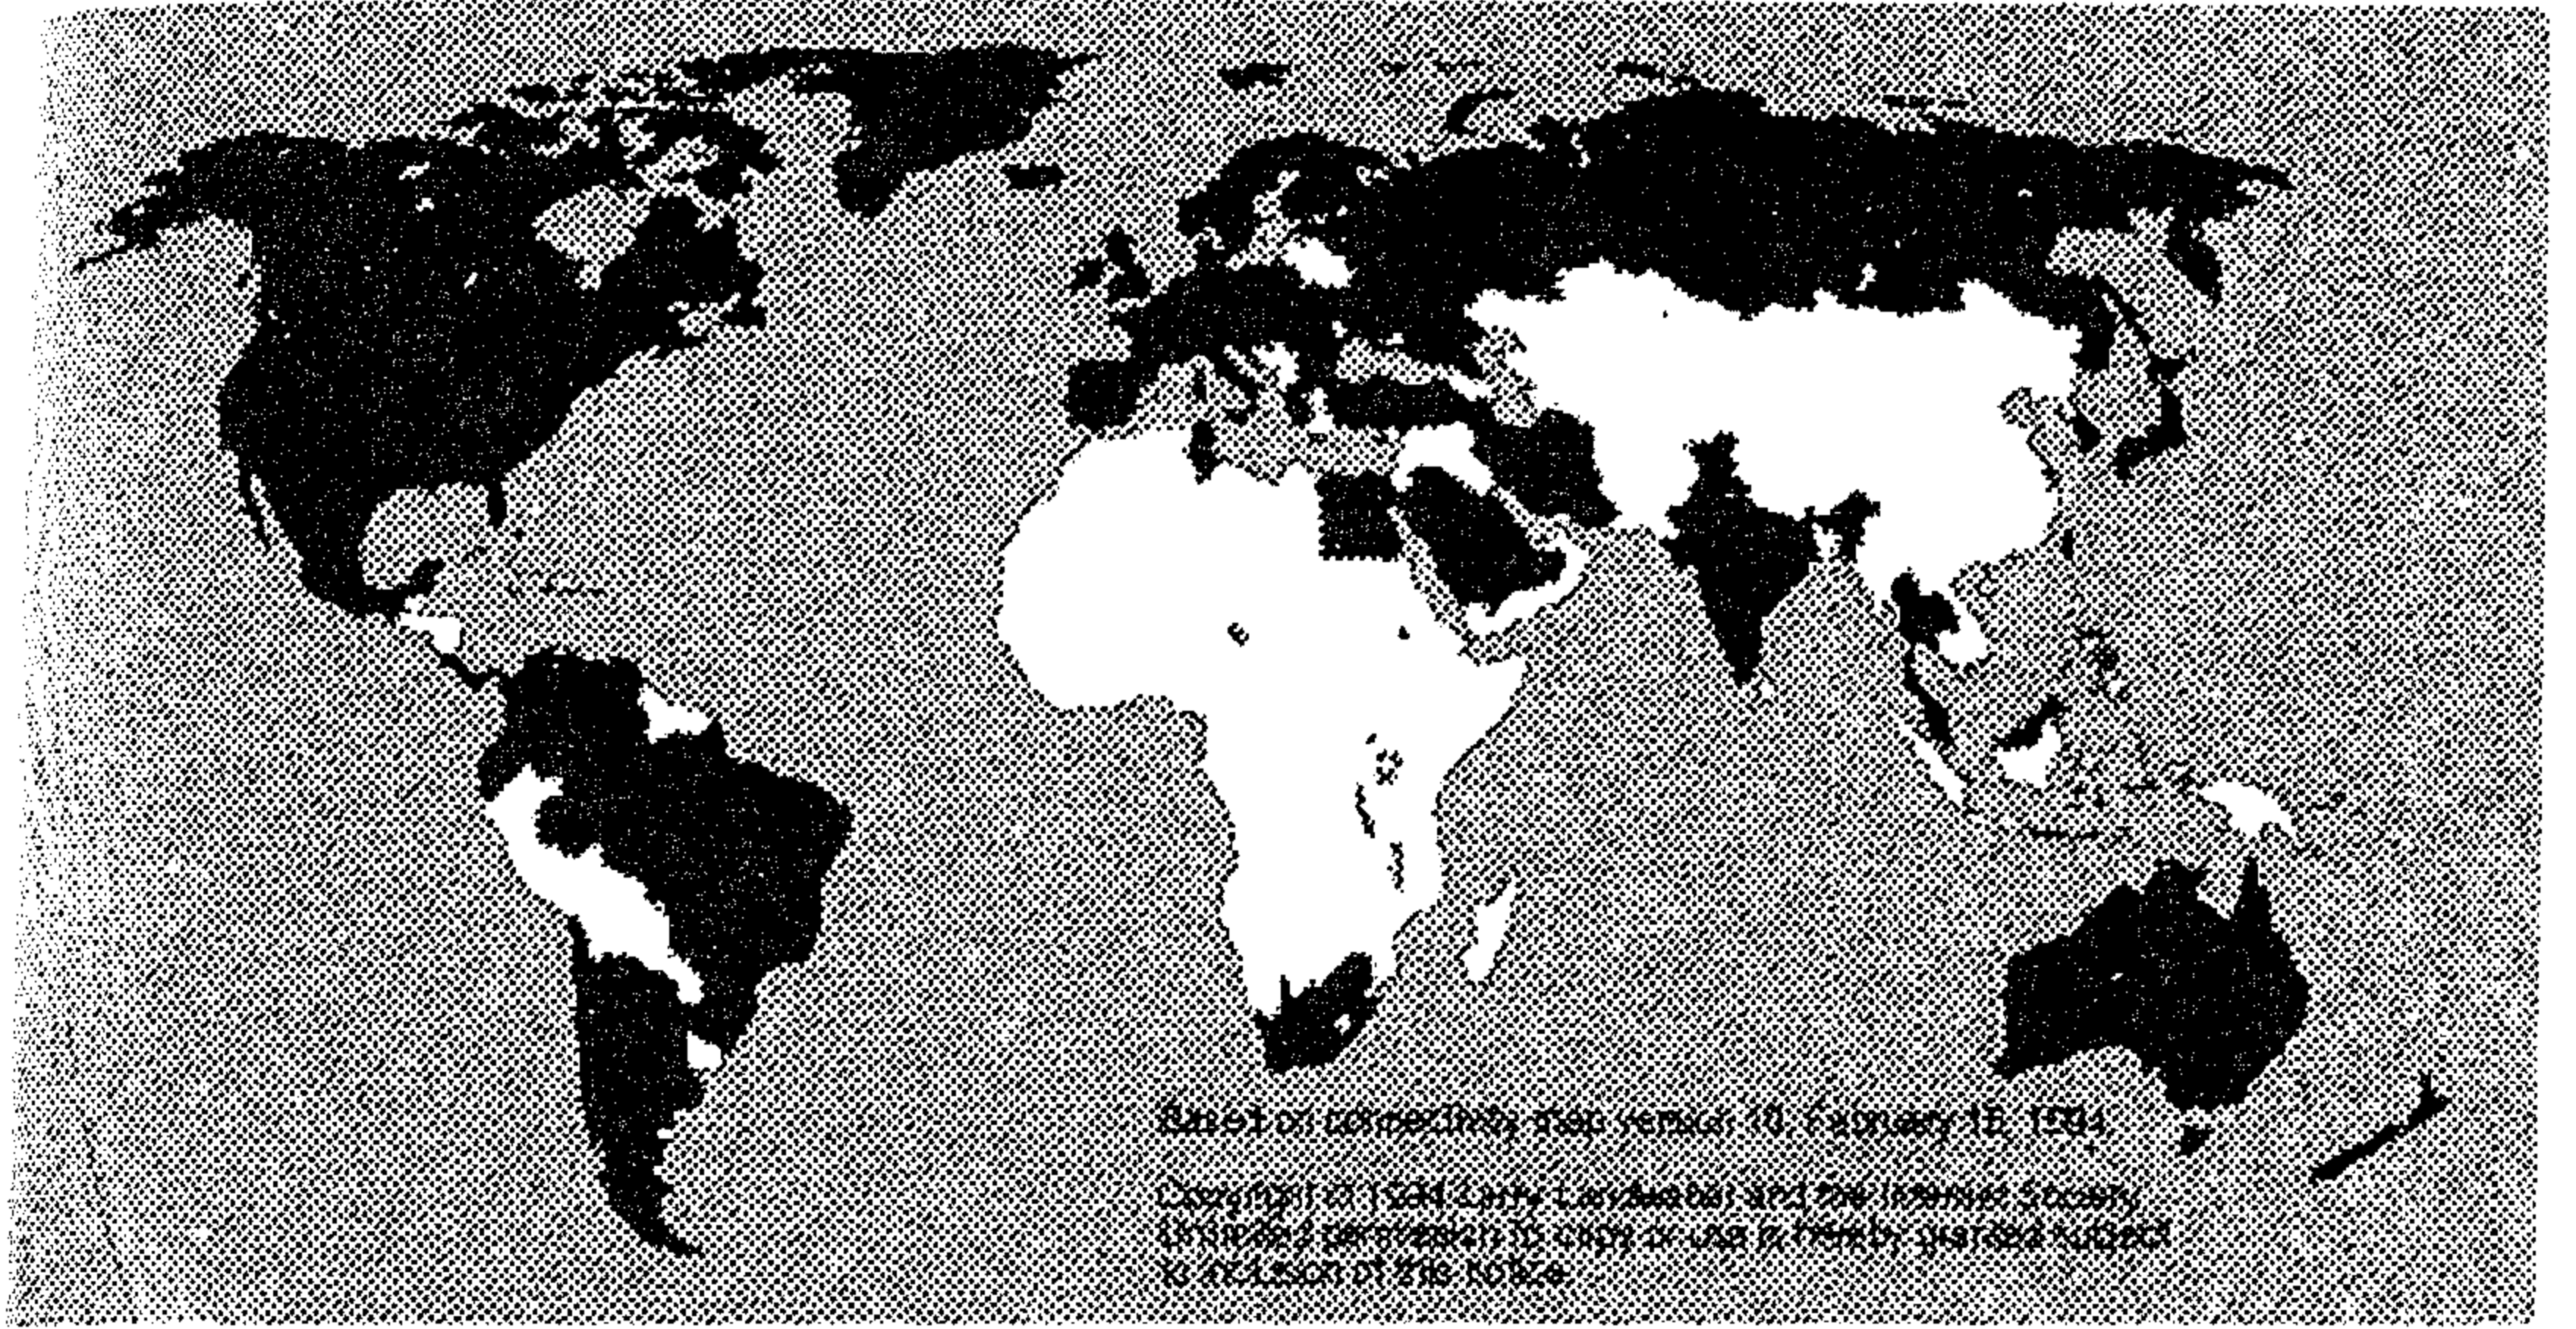 Based on connectivity map version 10, February 15, 1994
Copyright © 1994 Larry Landweber and the Internet Society.
Unlimited permission to copy or use is hereby granted subject
to inclusion of this notice.